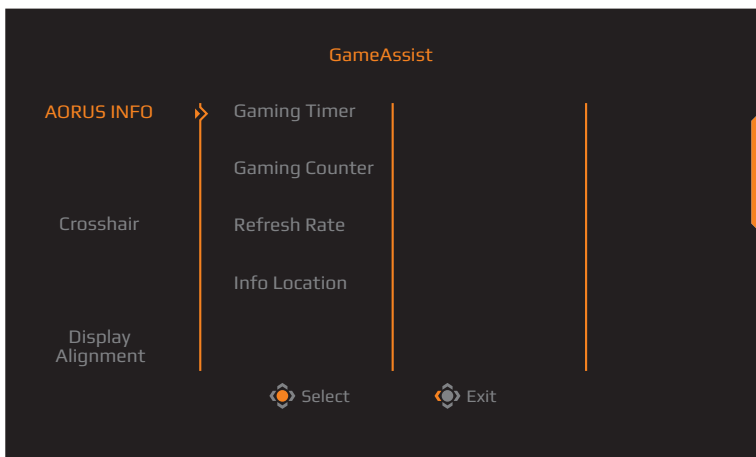 GameAssist
AORUS INFO
Gaming Timer
Gaming Counter
Crosshair
Refresh Rate
Info Location
Display
Alignment
Select
Exit